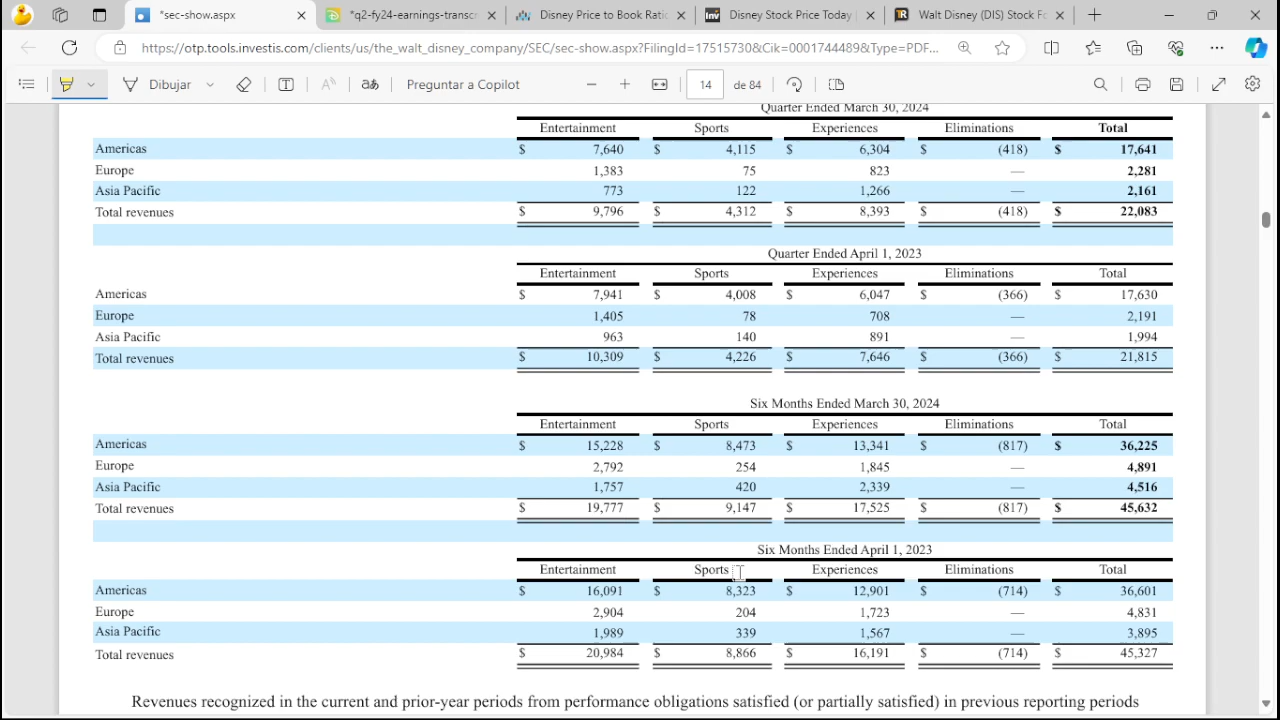 *sec-show.aspx
*q2-fy24-earnings-transcr
Disney Price to Book Ratio
Disney Stock Price Today |
Walt Disney (DIS) Stock Fo
https://otp.tools.investis.com/clients/us/the_walt_disney_company/SEC/sec-show.aspx?FilingId=17515730&Cik=0001744489&Type=PDF...
Dibujar
Preguntar a Copilot
14 de 84
Quarter Ended March 30, 2024
Entertainment Sports Experiences Eliminations Total
Americas $ 7,640 $ 4,115 $ 6,304 $ (418) $ 17,641
Europe 1,383 75 823 — 2,281
Asia Pacific 773 122 1,266 — 2,161
Total revenues $ 9,796 $ 4,312 $ 8,393 $ (418) $ 22,083
Quarter Ended April 1, 2023
Entertainment Sports Experiences Eliminations Total
Americas $ 7,941 $ 4,008 $ 6,047 $ (366) $ 17,630
Europe 1,405 78 708 — 2,191
Asia Pacific 963 140 891 — 1,994
Total revenues $ 10,309 $ 4,226 $ 7,646 $ (366) $ 21,815
Six Months Ended March 30, 2024
Entertainment Sports Experiences Eliminations Total
Americas $ 15,228 $ 8,473 $ 13,341 $ (817) $ 36,225
Europe 2,792 254 1,845 — 4,891
Asia Pacific 1,757 420 2,339 — 4,516
Total revenues $ 19,777 $ 9,147 $ 17,525 $ (817) $ 45,632
Six Months Ended April 1, 2023
Entertainment Sports Experiences Eliminations Total
Americas $ 16,091 $ 8,323 $ 12,901 $ (714) $ 36,601
Europe 2,904 204 1,723 — 4,831
Asia Pacific 1,989 339 1,567 — 3,895
Total revenues $ 20,984 $ 8,866 $ 16,191 $ (714) $ 45,327
Revenues recognized in the current and prior-year periods from performance obligations satisfied (or partially satisfied) in previous reporting periods